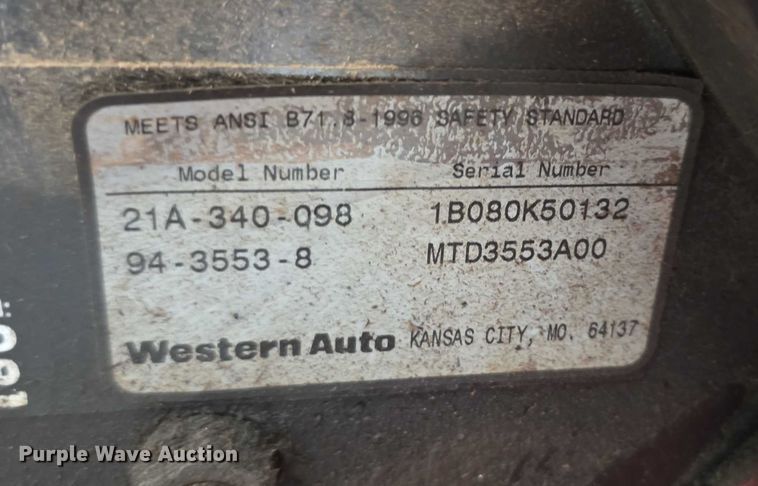 MEETS ANSI B71.8-1996 SAFETY STANDARD
Model Number Serial Number
21A-340-098 1B080K50132
94-3553-8 MTD3553A00
Western Auto KANSAS CITY, MO. 64137
Purple Wave Auction